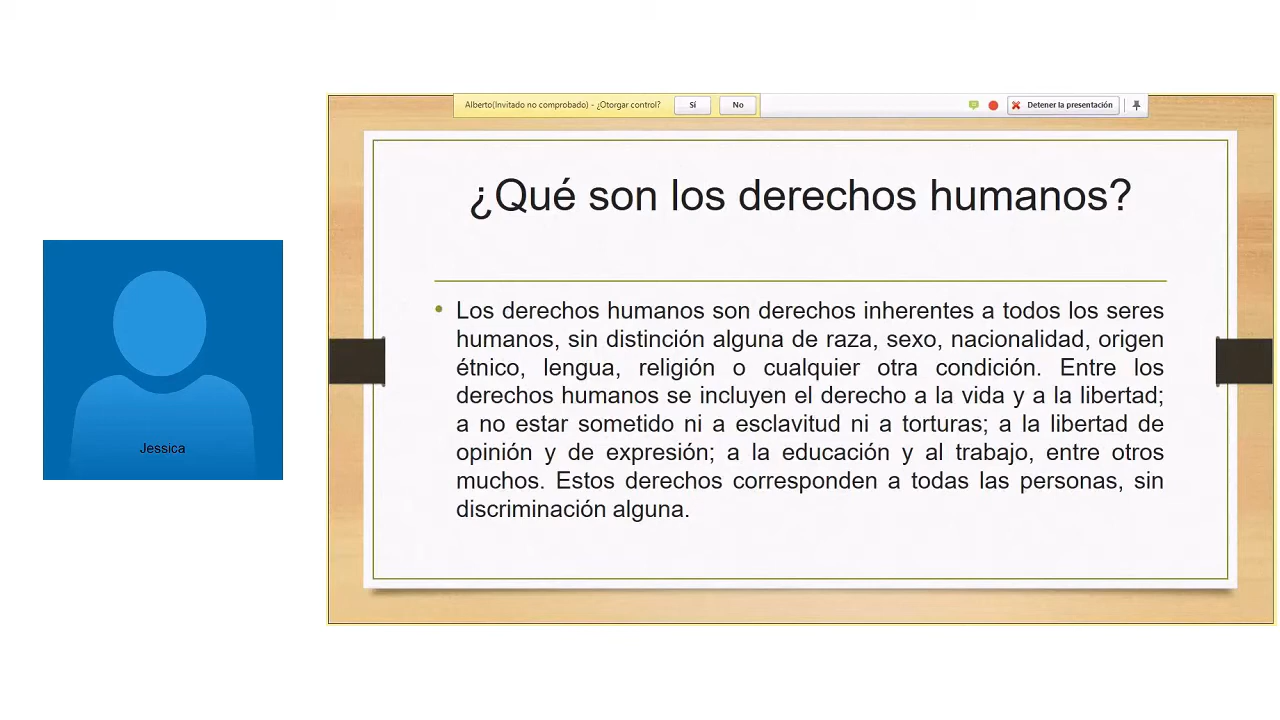 Alberto(Invitado no comprobado) - ¿Otorgar control? Sí No Detener la presentación
¿Qué son los derechos humanos?
• Los derechos humanos son derechos inherentes a todos los seres
humanos, sin distinción alguna de raza, sexo, nacionalidad, origen
étnico, lengua, religión o cualquier otra condición. Entre los
derechos humanos se incluyen el derecho a la vida y a la libertad;
a no estar sometido ni a esclavitud ni a torturas; a la libertad de
opinión y de expresión; a la educación y al trabajo, entre otros
muchos. Estos derechos corresponden a todas las personas, sin
discriminación alguna.
Jessica